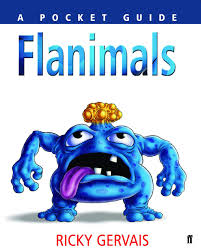 A POCKET GUIDE
Flanimals
RICKY GERVAIS
ff